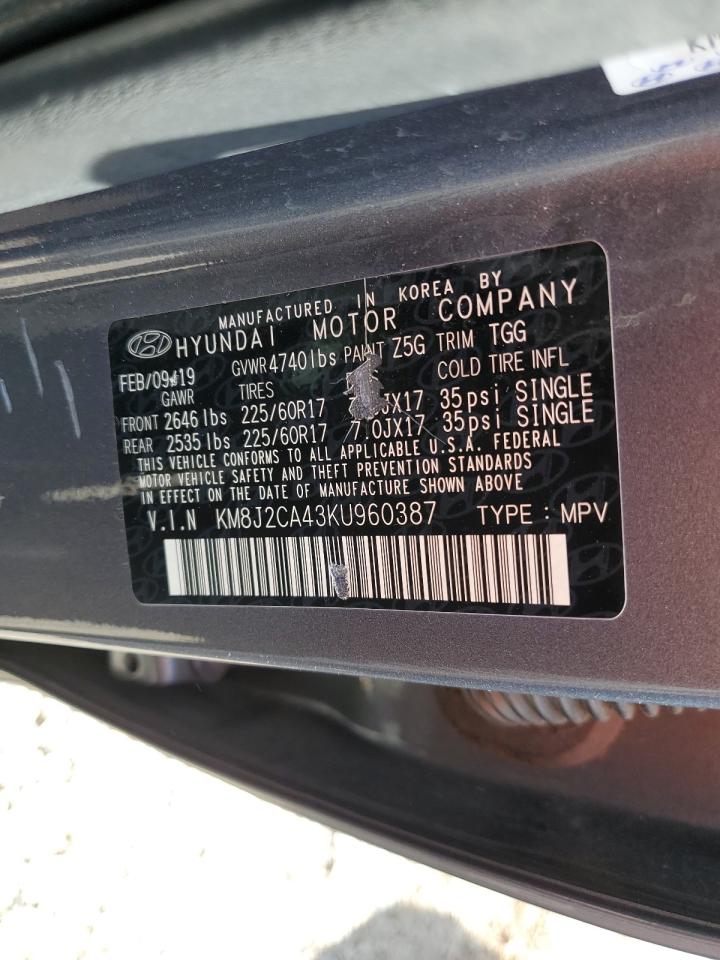 MANUFACTURED IN KOREA BY
HYUNDAI MOTOR COMPANY
FEB/09/19 GVWR 4740lbs PAINT Z5G TRIM TGG
GAWR TIRES COLD TIRE INFL
FRONT 2646 lbs 225/60R17 35psi SINGLE
REAR 2535 lbs 225/60R17 7.0JX17 35psi SINGLE
THIS VEHICLE CONFORMS TO ALL APPLICABLE U.S.A. FEDERAL
MOTOR VEHICLE SAFETY AND THEFT PREVENTION STANDARDS
IN EFFECT ON THE DATE OF MANUFACTURE SHOWN ABOVE
V.I.N KM8J2CA43KU960387 TYPE : MPV